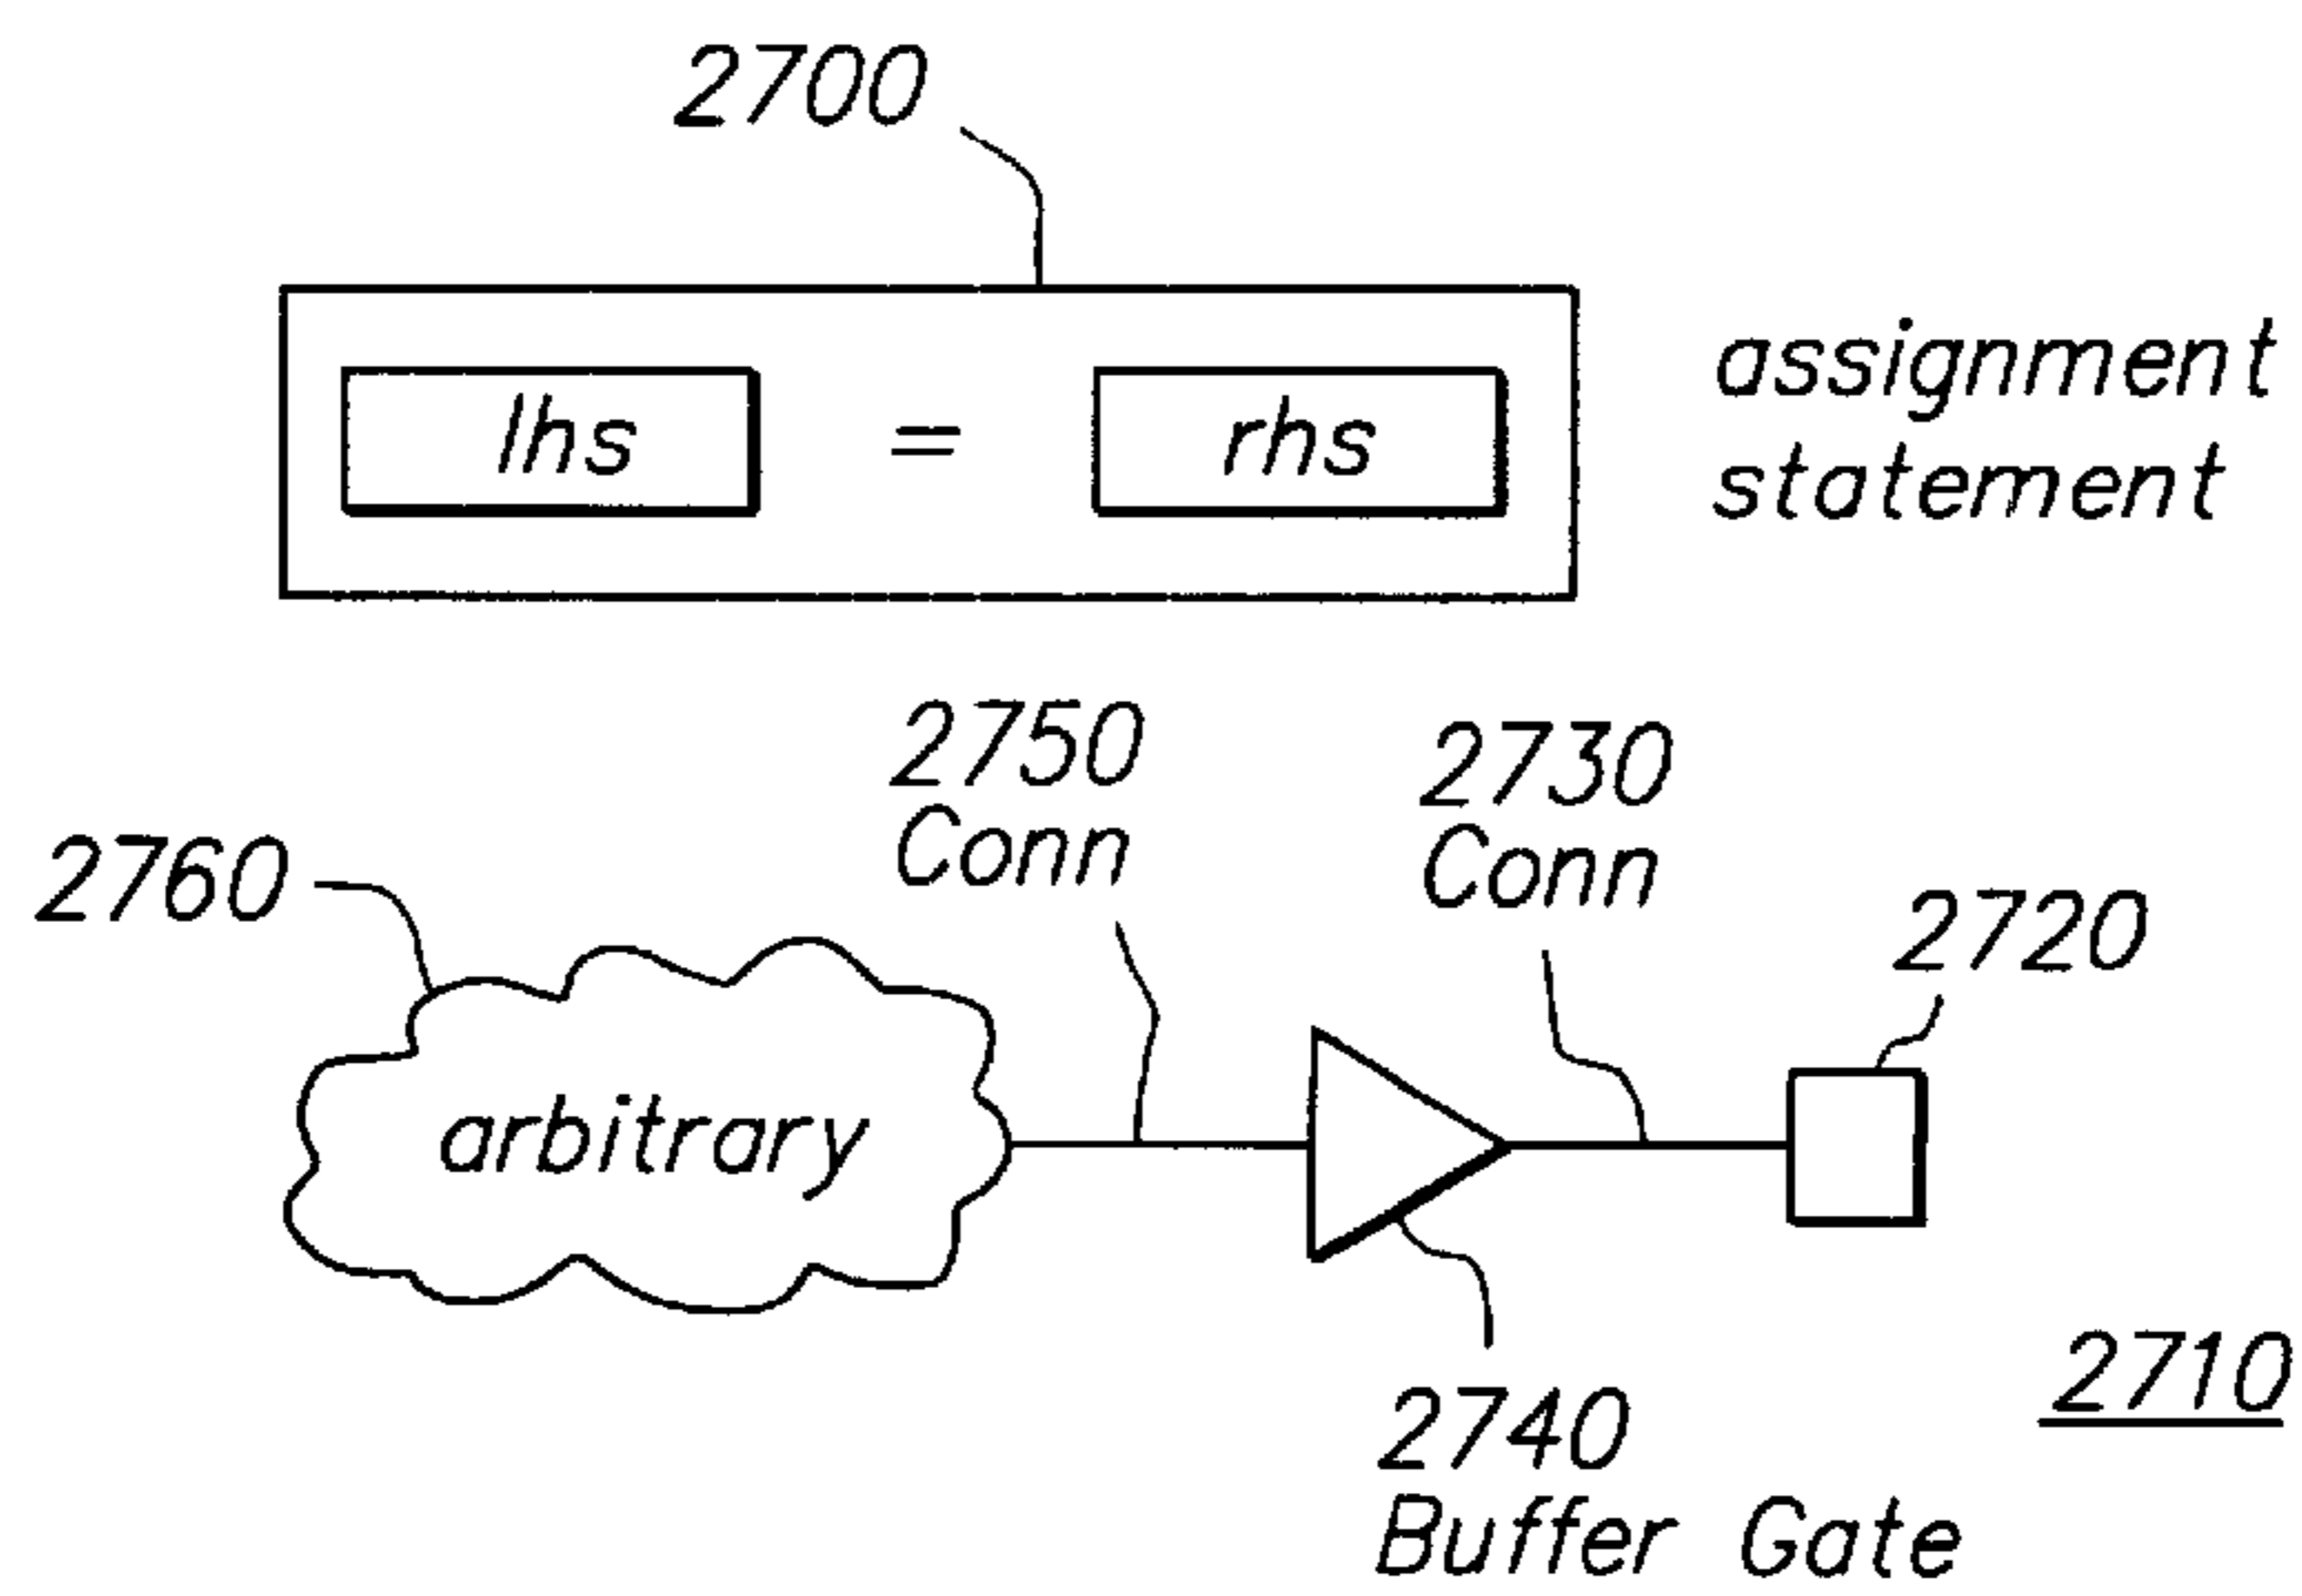 2700
lhs = rhs
assignment
statement
2750
Conn
2730
Conn
2760
2720
arbitrary
2740
Buffer Gate
2710